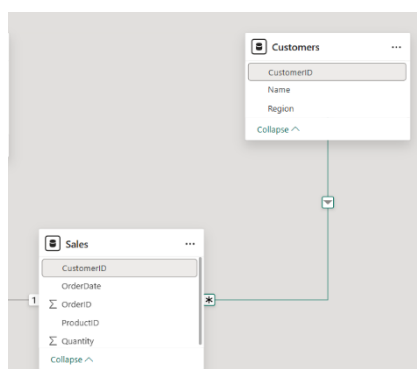 Customers
CustomerID
Name
Region
Collapse
Sales
CustomerID
OrderDate
1
∑ OrderID
*
ProductID
∑ Quantity
Collapse